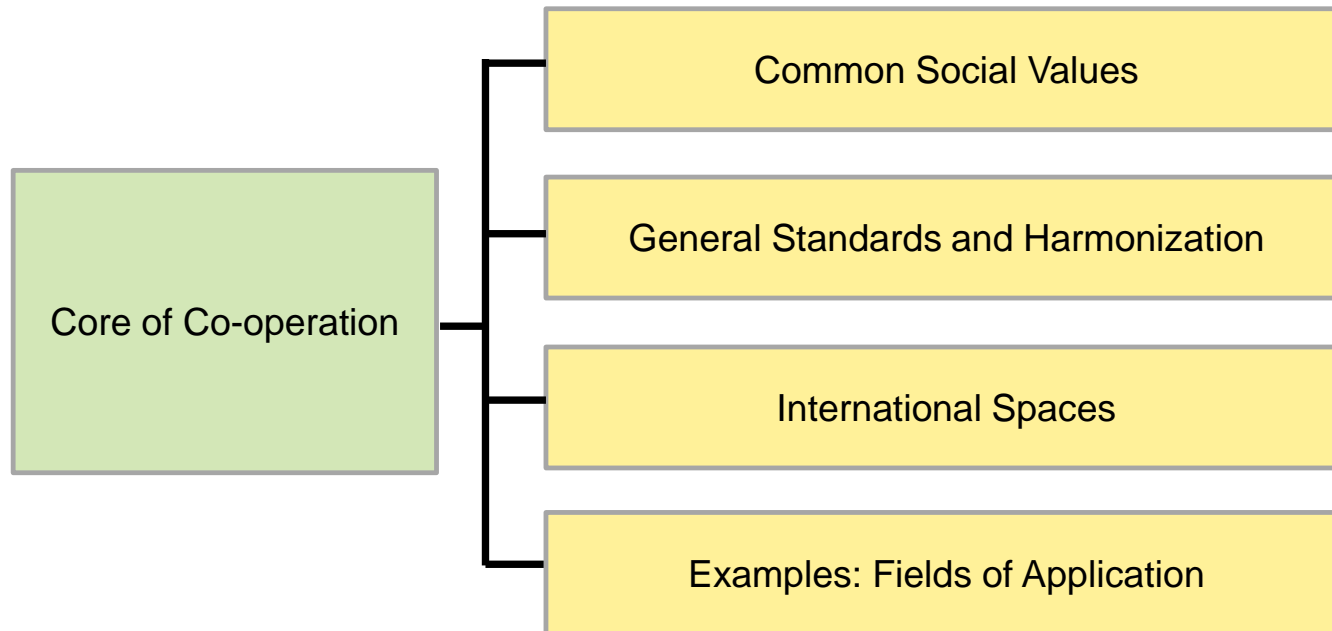 Common Social Values
General Standards and Harmonization
Core of Co-operation
International Spaces
Examples: Fields of Application